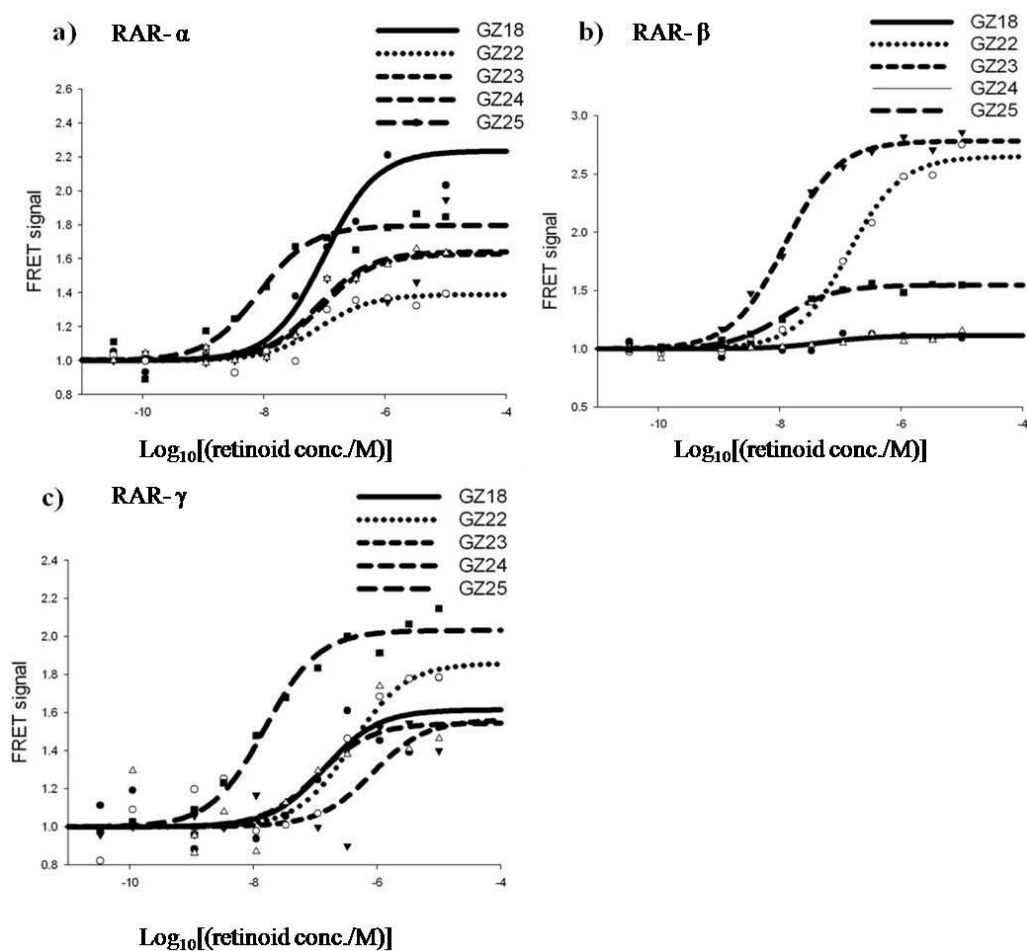 a) RAR- α
GZ18
GZ22
GZ23
GZ24
GZ25
2.6
2.4
2.2
2.0
1.8
1.6
1.4
1.2
1.0
0.8
FRET signal
-10 -8 -6 -4
Log10[(retinoid conc./M)]
b) RAR- β
GZ18
GZ22
GZ23
GZ24
GZ25
3.0
2.5
2.0
1.5
1.0
0.5
FRET signal
-10 -8 -6 -4
Log10[(retinoid conc./M)]
c) RAR- γ
GZ18
GZ22
GZ23
GZ24
GZ25
2.4
2.2
2.0
1.8
1.6
1.4
1.2
1.0
0.8
FRET signal
-10 -8 -6 -4
Log10[(retinoid conc./M)]